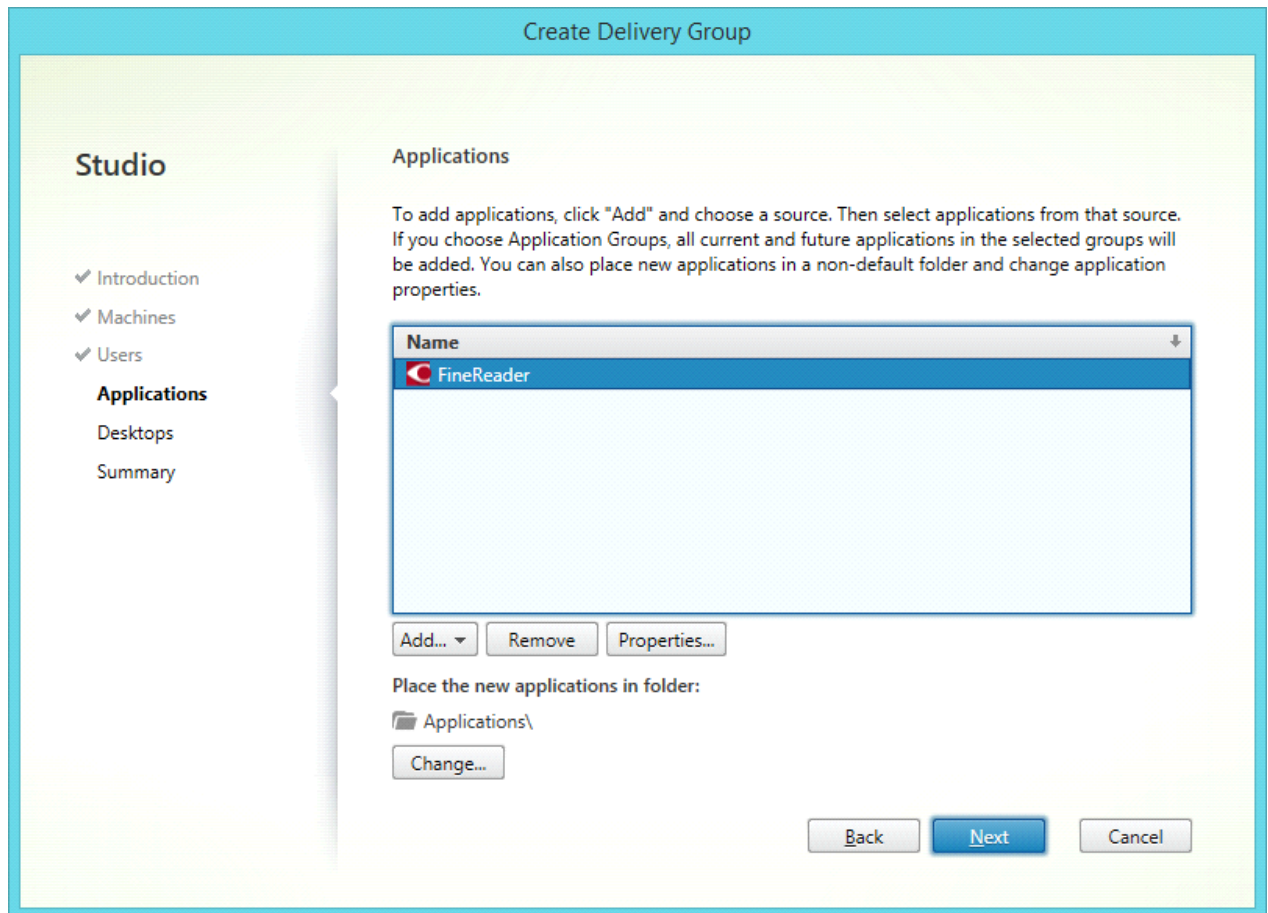 Create Delivery Group
Studio
Introduction
Machines
Users
Applications
Desktops
Summary
Applications
To add applications, click "Add" and choose a source. Then select applications from that source.
If you choose Application Groups, all current and future applications in the selected groups will
be added. You can also place new applications in a non-default folder and change application
properties.
Name
FineReader
Add... Remove Properties...
Place the new applications in folder:
Applications\
Change...
Back Next Cancel